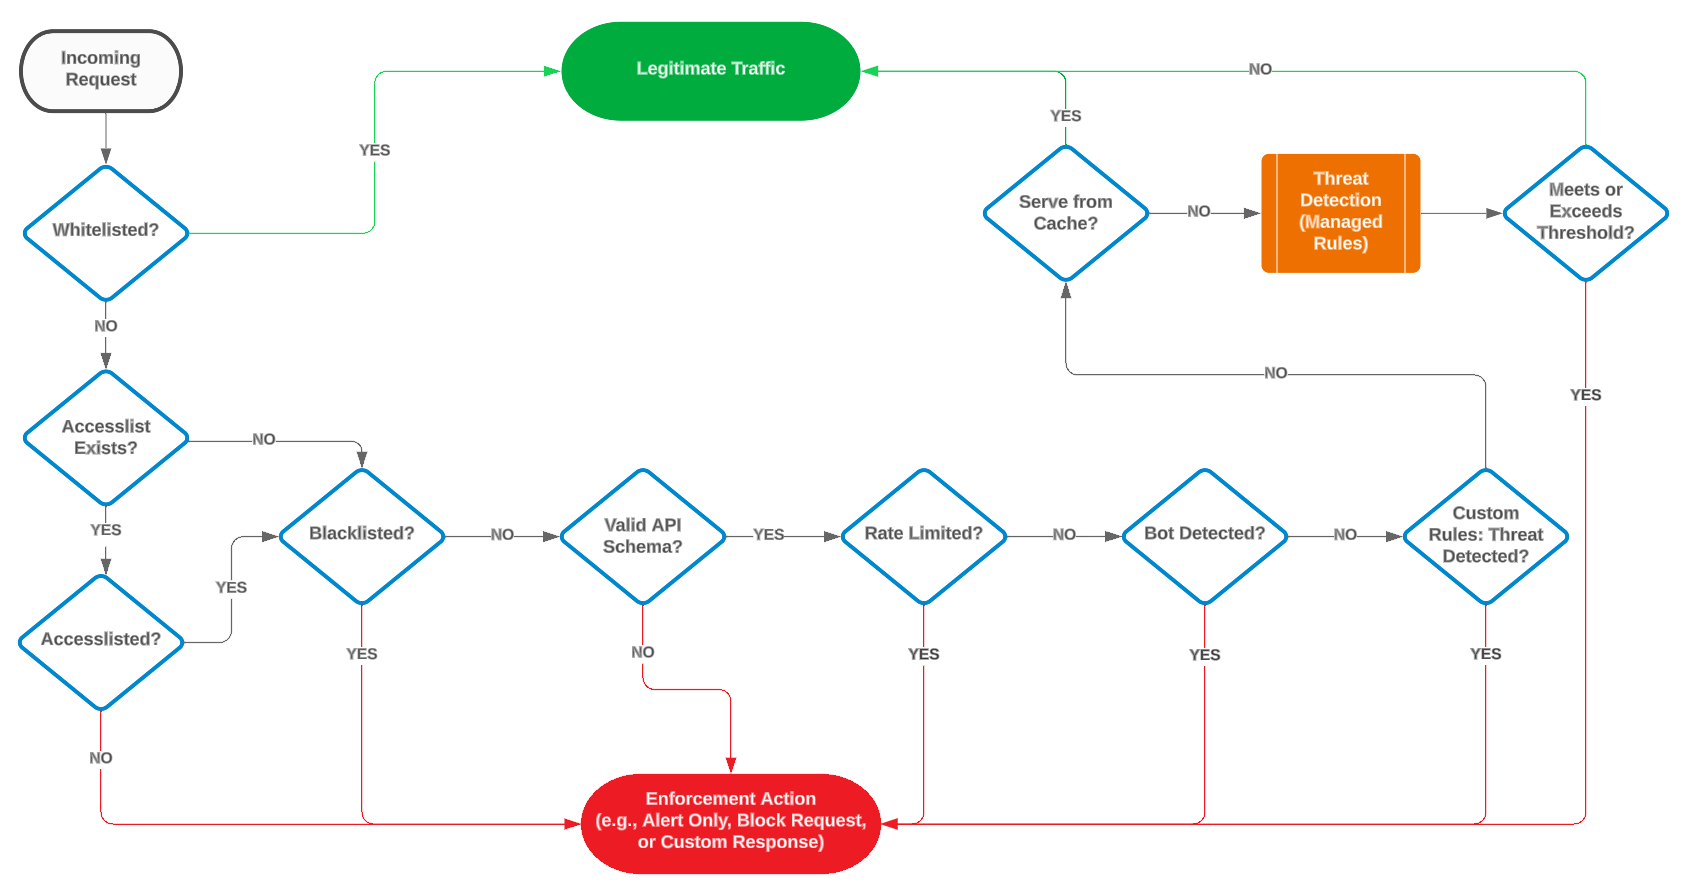 Incoming
Request
Legitimate Traffic
NO
YES
YES
Whitelisted?
Serve from
Cache?
NO
Threat
Detection
(Managed
Rules)
Meets or
Exceeds
Threshold?
NO
NO
YES
Accesslist
Exists?
NO
YES
Blacklisted?
NO
Valid API
Schema?
YES
Rate Limited?
NO
Bot Detected?
NO
Custom
Rules: Threat
Detected?
YES
Accesslisted?
YES
NO
YES
YES
YES
NO
Enforcement Action
(e.g., Alert Only, Block Request,
or Custom Response)